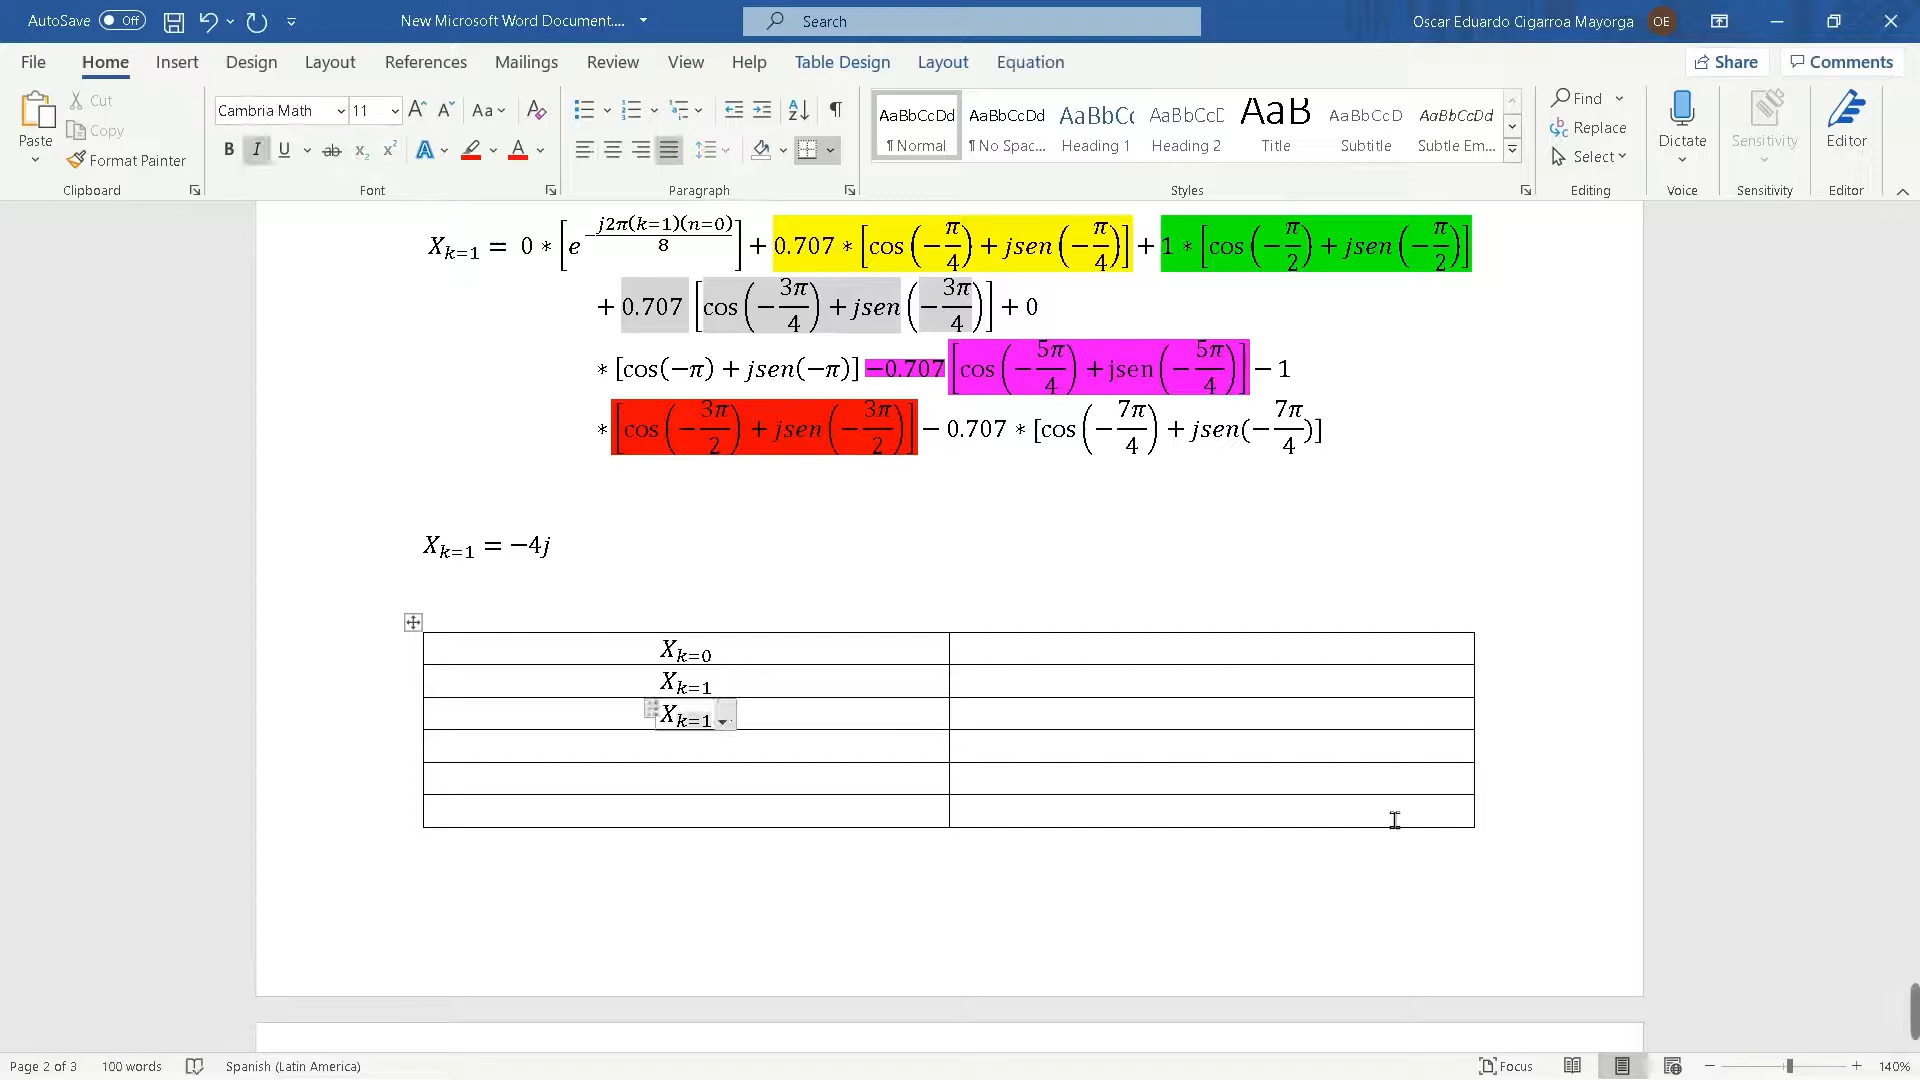 AutoSave Off New Microsoft Word Document.... Search Oscar Eduardo Cigarroa Mayorga OE
File Home Insert Design Layout References Mailings Review View Help Table Design Layout Equation Share Comments
Paste Cut Copy Format Painter Clipboard
Cambria Math 11 Aa B I U ab x₂ x² A A Font
Paragraph
AaBbCcDd ¶ Normal AaBbCcDd ¶ No Spac... AaBbCc Heading 1 AaBbCcD Heading 2 AaB Title AaBbCcD Subtitle AaBbCcDd Subtle Em... Styles
Find Replace Select Editing
Dictate Voice Sensitivity Sensitivity Editor Editor
X_{k=1} = 0 ∗ [e^{−j2π(k=1)(n=0)/8}] + 0.707 ∗ [cos(−π/4) + jsen(−π/4)] + 1 ∗ [cos(−π/2) + jsen(−π/2)]
+ 0.707 [cos(−3π/4) + jsen(−3π/4)] + 0
∗ [cos(−π) + jsen(−π)] −0.707 [cos(−5π/4) + jsen(−5π/4)] − 1
∗ [cos(−3π/2) + jsen(−3π/2)] − 0.707 ∗ [cos(−7π/4) + jsen(−7π/4)]
X_{k=1} = −4j
X_{k=0}
X_{k=1}
X_{k=1}
Page 2 of 3 100 words Spanish (Latin America) Focus 140%